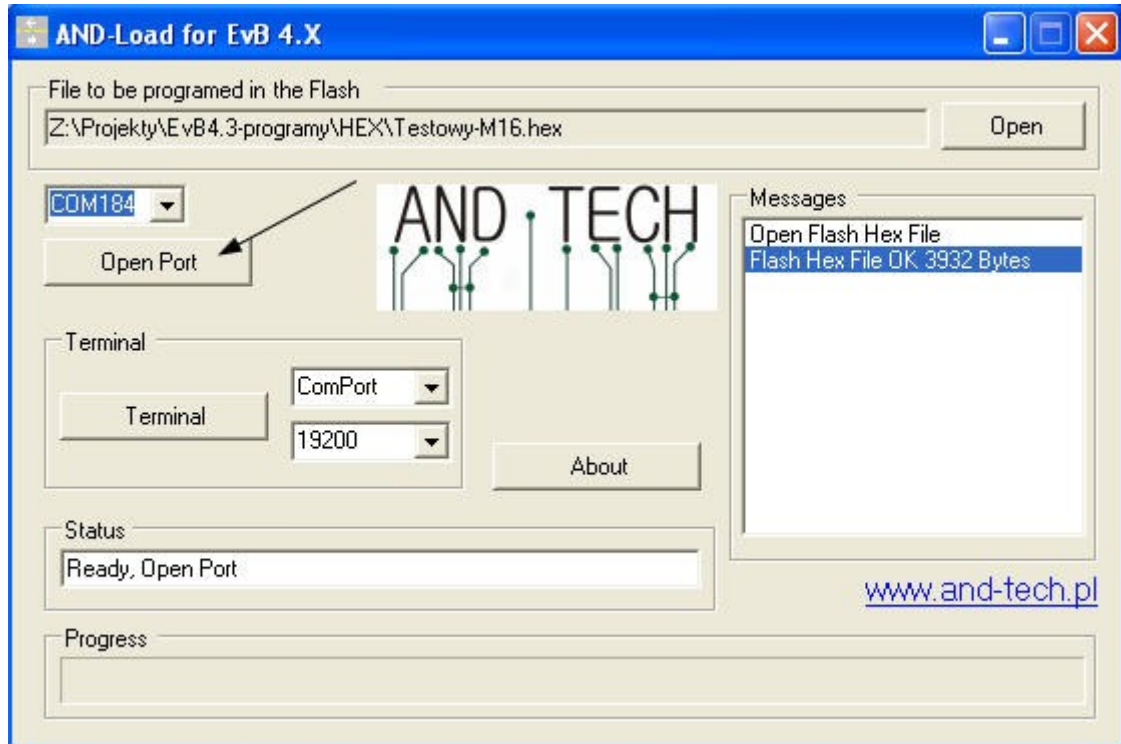 AND-Load for EvB 4.X
File to be programed in the Flash
Z:\Projekty\EvB4.3-programy\HEX\Testowy-M16.hex
Open
COM184
Open Port
AND TECH
Messages
Open Flash Hex File
Flash Hex File OK 3932 Bytes
Terminal
Terminal
ComPort
19200
About
Status
Ready, Open Port
www.and-tech.pl
Progress